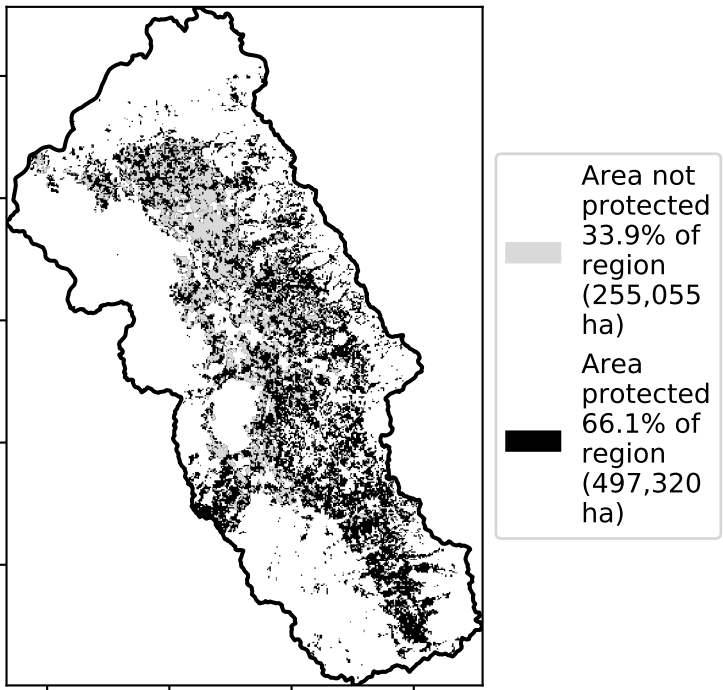 Area not
protected
33.9% of
region
(255,055
ha)
Area
protected
66.1% of
region
(497,320
ha)